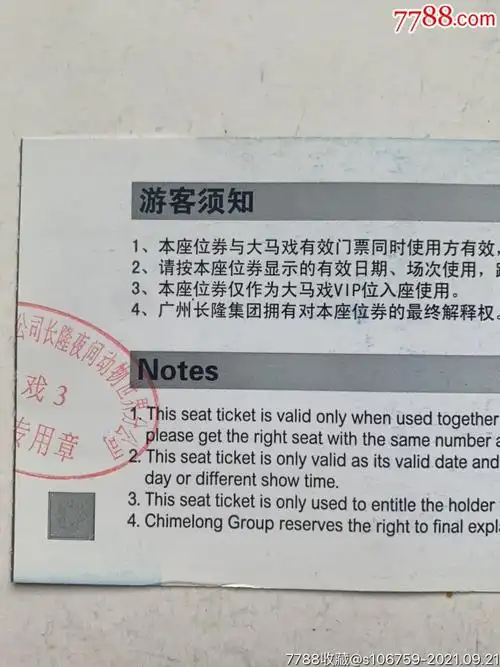 7788.com
游客须知
1、本座位券与大马戏有效门票同时使用方有效,
2、请按本座位券显示的有效日期、场次使用,
3、本座位券仅作为大马戏VIP位入座使用。
4、广州长隆集团拥有对本座位券的最终解释权。
公司长隆夜间动物世界分公司
戏 3
专用章
Notes
1. This seat ticket is valid only when used together
please get the right seat with the same number a
2. This seat ticket is only valid as its valid date and
day or different show time.
3. This seat ticket is only used to entitle the holder
4. Chimelong Group reserves the right to final expl
7788收藏@s106759-2021.09.21